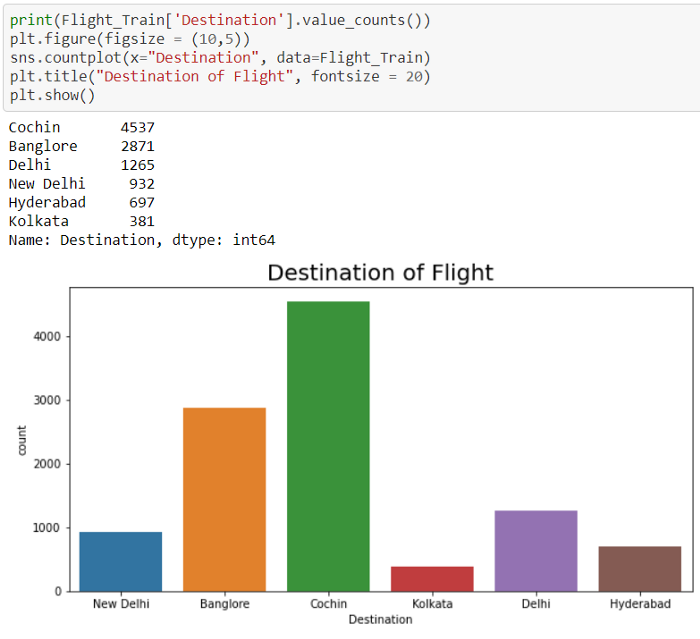 print(Flight_Train['Destination'].value_counts())
plt.figure(figsize = (10,5))
sns.countplot(x="Destination", data=Flight_Train)
plt.title("Destination of Flight", fontsize = 20)
plt.show()
Cochin 4537
Banglore 2871
Delhi 1265
New Delhi 932
Hyderabad 697
Kolkata 381
Name: Destination, dtype: int64
Destination of Flight
4000
3000
2000
1000
0
count
New Delhi Banglore Cochin Kolkata Delhi Hyderabad
Destination